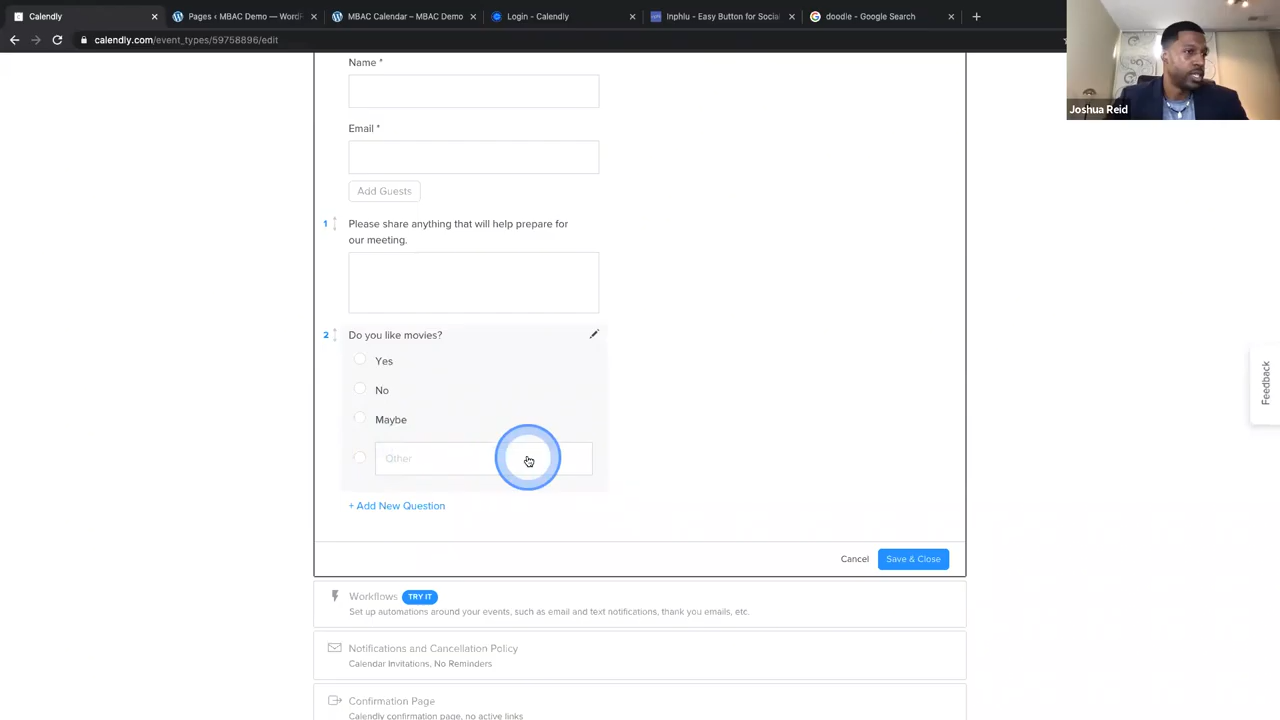 Calendly
Pages ‹ MBAC Demo — WordPr
MBAC Calendar – MBAC Demo
Login - Calendly
Inphlu - Easy Button for Social
doodle - Google Search
calendly.com/event_types/59758896/edit
Joshua Reid
Name *
Email *
Add Guests
1
Please share anything that will help prepare for
our meeting.
2
Do you like movies?
Yes
No
Maybe
Other
+ Add New Question
Cancel
Save & Close
Feedback
Workflows TRY IT
Set up automations around your events, such as email and text notifications, thank you emails, etc.
Notifications and Cancellation Policy
Calendar Invitations, No Reminders
Confirmation Page
Calendly confirmation page, no active links